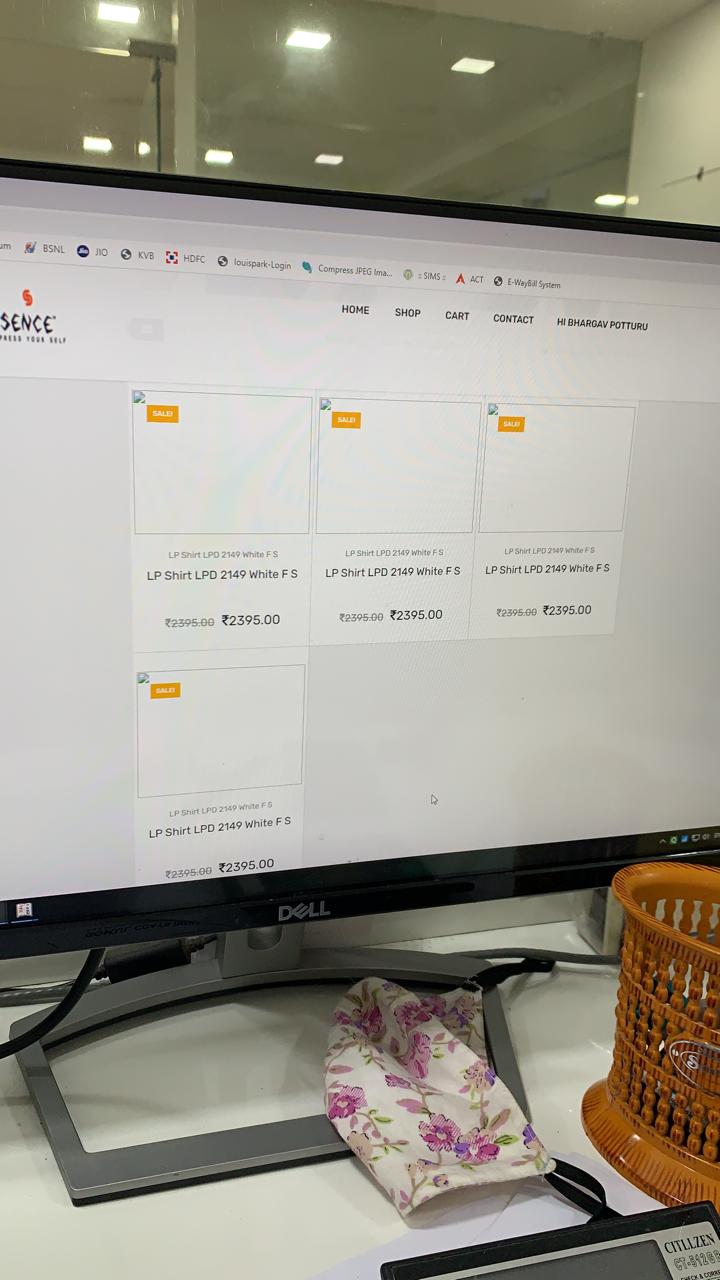 BSNL JIO KVB HDFC louispark-Login Compress JPEG Ima... :: SIMS :: ACT E-WayBill System
SENCE
PRESS YOUR SELF
HOME SHOP CART CONTACT HI BHARGAV POTTURU
SALE! SALE! SALE!
LP Shirt LPD 2149 White F S LP Shirt LPD 2149 White F S LP Shirt LPD 2149 White F S
LP Shirt LPD 2149 White F S LP Shirt LPD 2149 White F S LP Shirt LPD 2149 White F S
₹2395.00 ₹2395.00 ₹2395.00 ₹2395.00 ₹2395.00 ₹2395.00
SALE!
LP Shirt LPD 2149 White F S
LP Shirt LPD 2149 White F S
₹2395.00 ₹2395.00
DELL
CITLLZEN